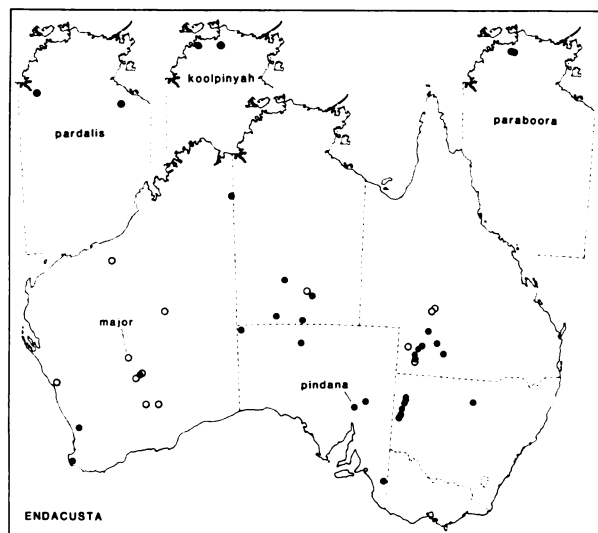 koolpinyah
pardalis
paraboora
major
pindana
ENDACUSTA